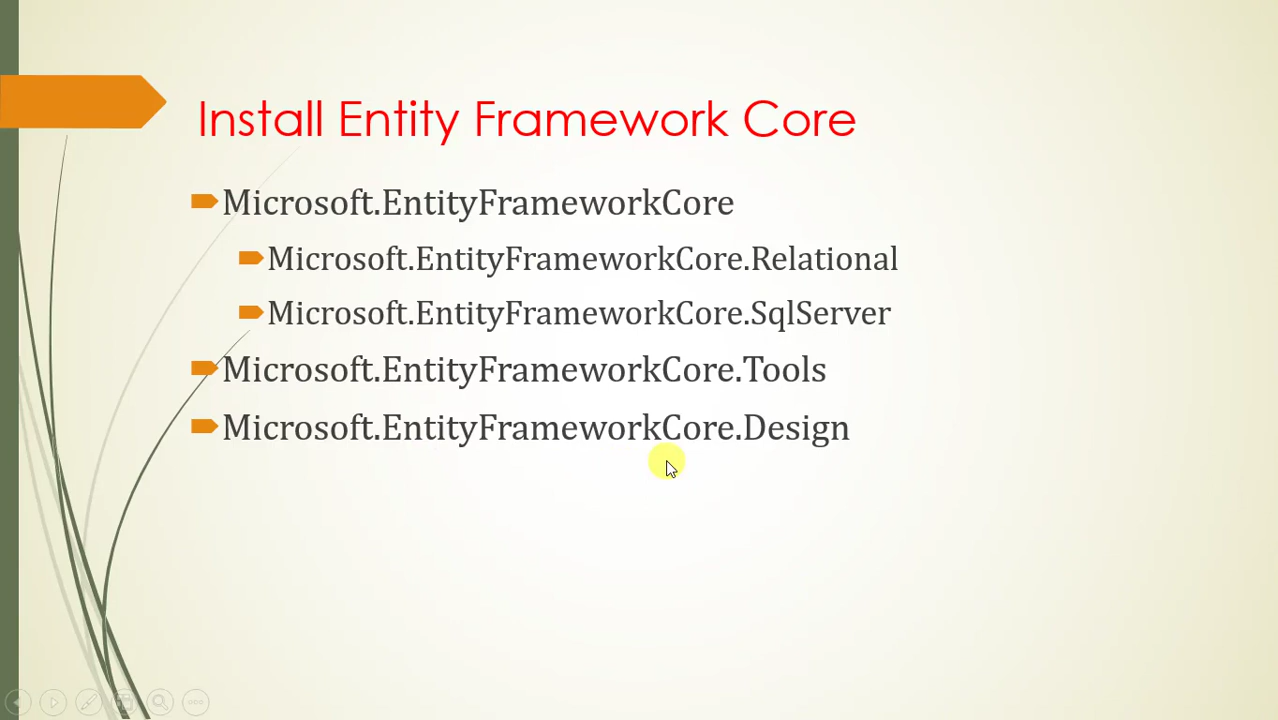 Install Entity Framework Core
Microsoft.EntityFrameworkCore
Microsoft.EntityFrameworkCore.Relational
Microsoft.EntityFrameworkCore.SqlServer
Microsoft.EntityFrameworkCore.Tools
Microsoft.EntityFrameworkCore.Design